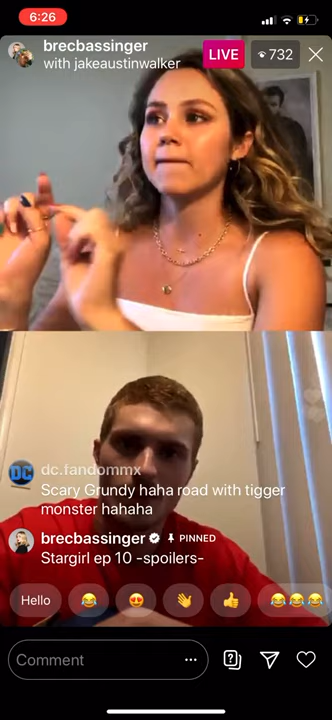 6:26
brecbassinger
with jakeaustinwalker
LIVE
732
DC
dc.fandommx
Scary Grundy haha road with tigger
monster hahaha
brecbassinger
PINNED
Stargirl ep 10 -spoilers-
Hello
Comment